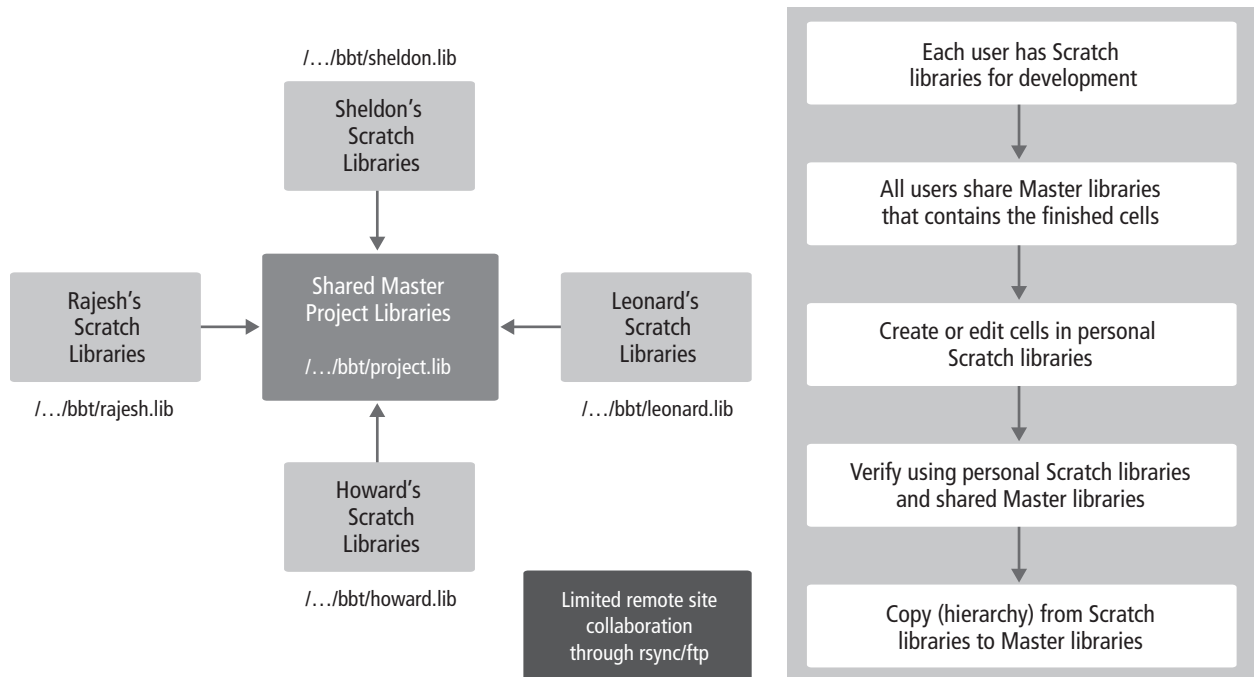 /…/bbt/sheldon.lib
Sheldon's
Scratch
Libraries
Rajesh's
Scratch
Libraries
/…/bbt/rajesh.lib
Shared Master
Project Libraries
/…/bbt/project.lib
Leonard's
Scratch
Libraries
/…/bbt/leonard.lib
Howard's
Scratch
Libraries
/…/bbt/howard.lib
Limited remote site
collaboration
through rsync/ftp
Each user has Scratch
libraries for development
All users share Master libraries
that contains the finished cells
Create or edit cells in personal
Scratch libraries
Verify using personal Scratch libraries
and shared Master libraries
Copy (hierarchy) from Scratch
libraries to Master libraries